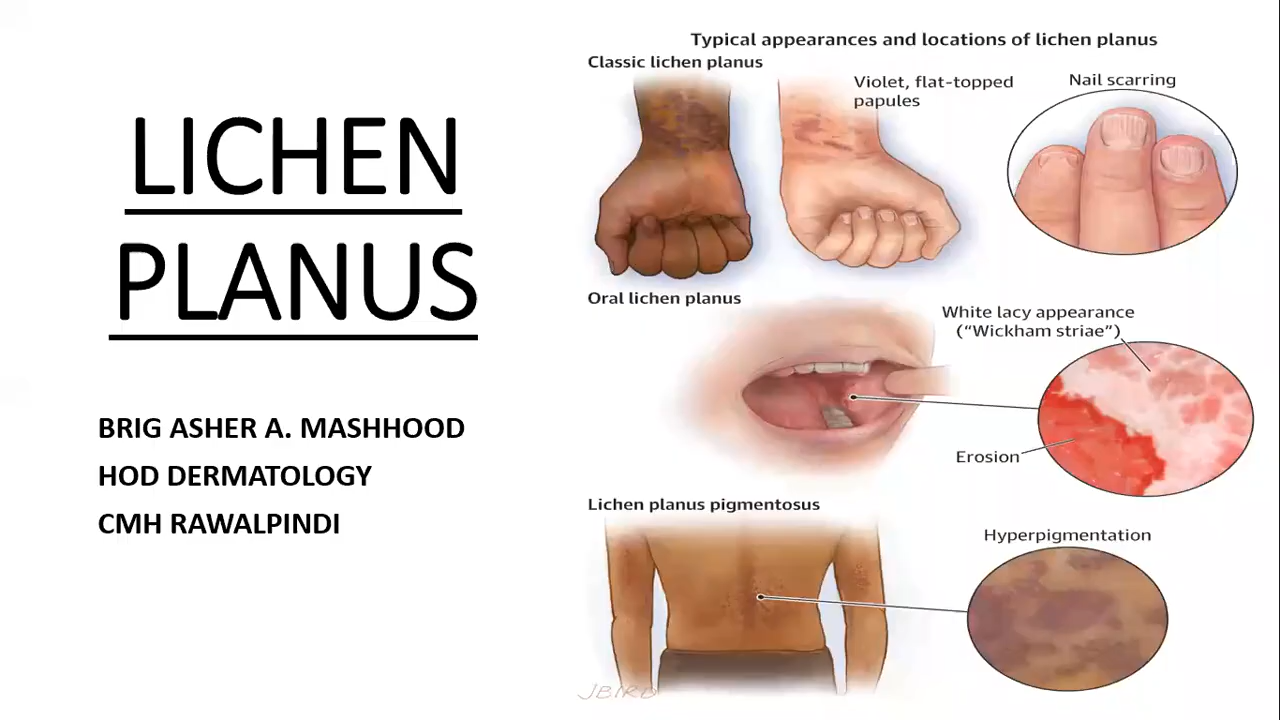 LICHEN
PLANUS
BRIG ASHER A. MASHHOOD
HOD DERMATOLOGY
CMH RAWALPINDI
Typical appearances and locations of lichen planus
Classic lichen planus
Violet, flat-topped
papules
Nail scarring
Oral lichen planus
White lacy appearance
("Wickham striae")
Erosion
Lichen planus pigmentosus
Hyperpigmentation
JBIRD